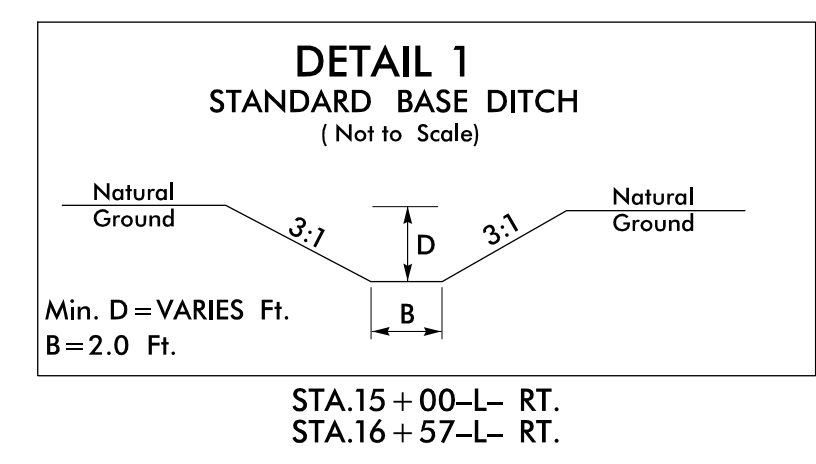 DETAIL 1
STANDARD BASE DITCH
( Not to Scale)
Natural
Ground
3:1
D
3:1
Natural
Ground
Min. D=VARIES Ft.
B
B=2.0 Ft.
STA.15+00–L– RT.
STA.16+57–L– RT.